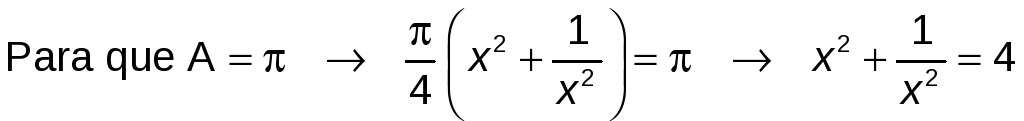 Para que A = π → π/4 (x² + 1/x²) = π → x² + 1/x² = 4